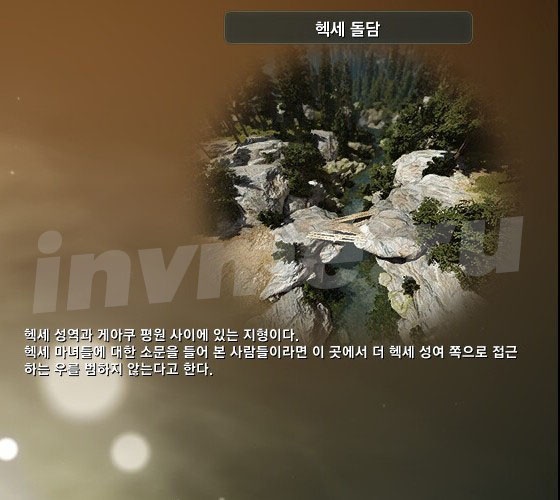 헥세 돌담
헥세 성역과 게아쿠 평원 사이에 있는 지형이다.
헥세 마녀들에 대한 소문을 들어 본 사람들이라면 이 곳에서 더 헥세 성여 쪽으로 접근
하는 우를 범하지 않는다고 한다.